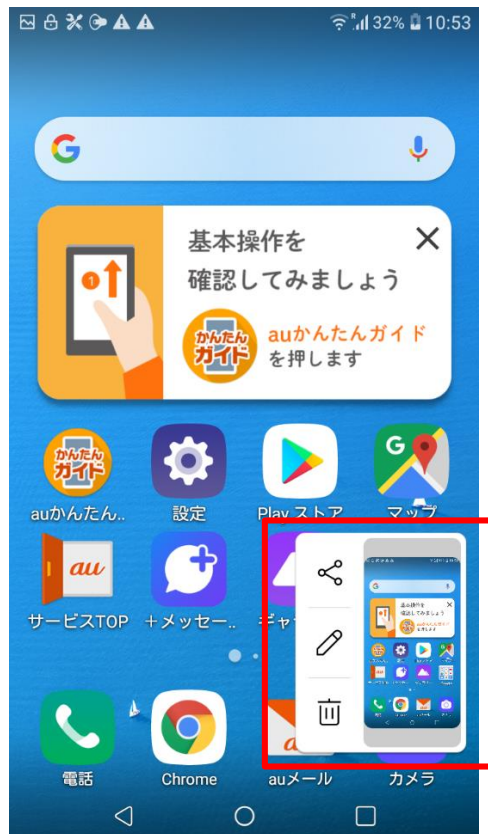 32% 10:53
基本操作を
確認してみましょう
かんたん
ガイド
auかんたんガイド
を押します
かんたん
ガイド
auかんたん..
設定
Play ストア
マップ
au
サービスTOP
+メッセー..
電話
Chrome
auメール
カメラ